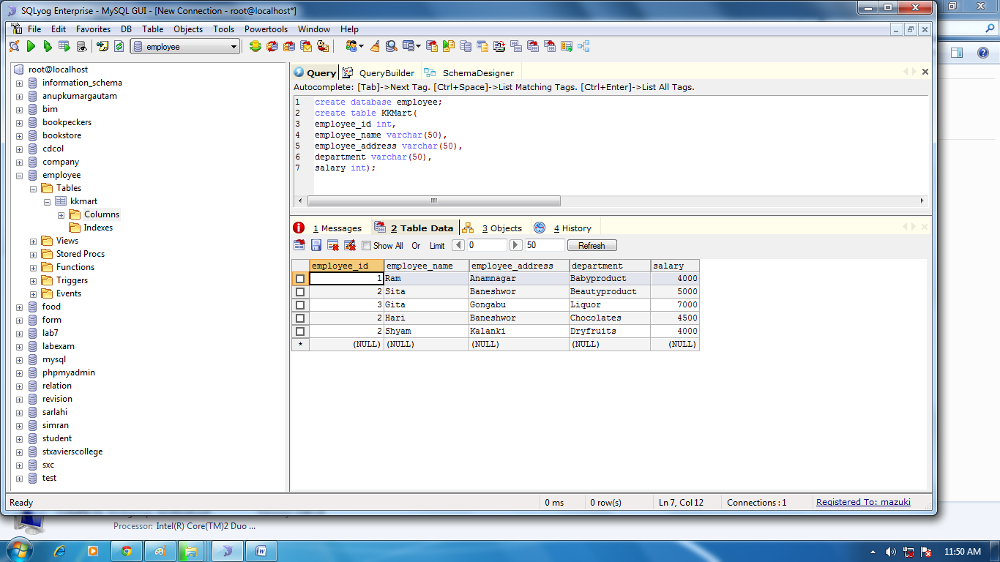 SQLyog Enterprise - MySQL GUI - [New Connection - root@localhost*]
File Edit Favorites DB Table Objects Tools Powertools Window Help
employee
root@localhost
information_schema
anupkumargautam
bim
bookpeckers
bookstore
cdcol
company
employee
Tables
kkmart
Columns
Indexes
Views
Stored Procs
Functions
Triggers
Events
food
form
lab7
labexam
mysql
phpmyadmin
relation
revision
sarlahi
simran
student
stxavierscollege
sxc
test
Query QueryBuilder SchemaDesigner
Autocomplete: [Tab]->Next Tag. [Ctrl+Space]->List Matching Tags. [Ctrl+Enter]->List All Tags.
1 create database employee;
2 create table KKMart(
3 employee_id int,
4 employee_name varchar(50),
5 employee_address varchar(50),
6 department varchar(50),
7 salary int);
1 Messages 2 Table Data 3 Objects 4 History
Show All Or Limit 0 50 Refresh
employee_id employee_name employee_address department salary
1 Ram Anamnagar Babyproduct 4000
2 Sita Baneshwor Beautyproduct 5000
3 Gita Gongabu Liquor 7000
2 Hari Baneshwor Chocolates 4500
2 Shyam Kalanki Dryfruits 4000
* (NULL) (NULL) (NULL) (NULL) (NULL)
Ready 0 ms 0 row(s) Ln 7, Col 12 Connections : 1 Registered To: mazuki
Processor: Intel(R) Core(TM)2 Duo ...
11:50 AM